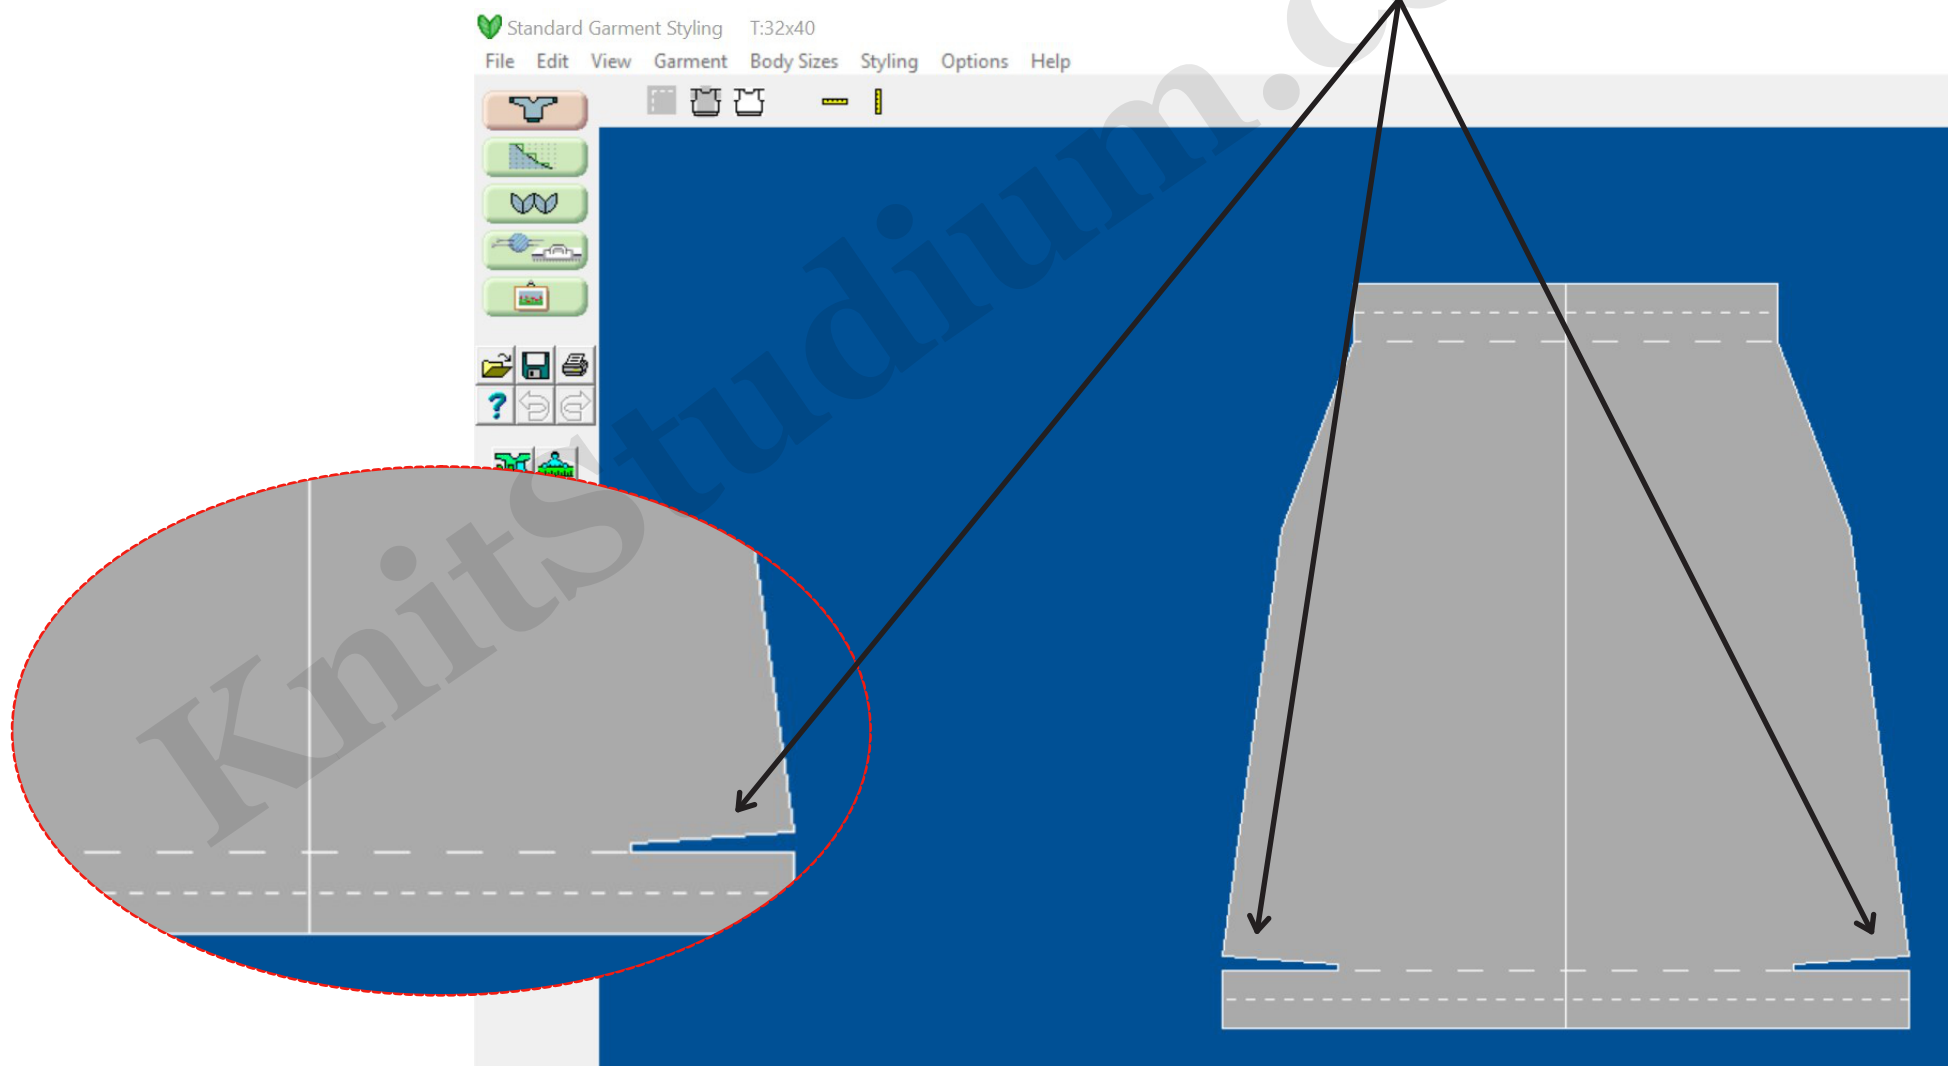 Standard Garment Styling T:32x40
File Edit View Garment Body Sizes Styling Options Help
KnitStudium.c